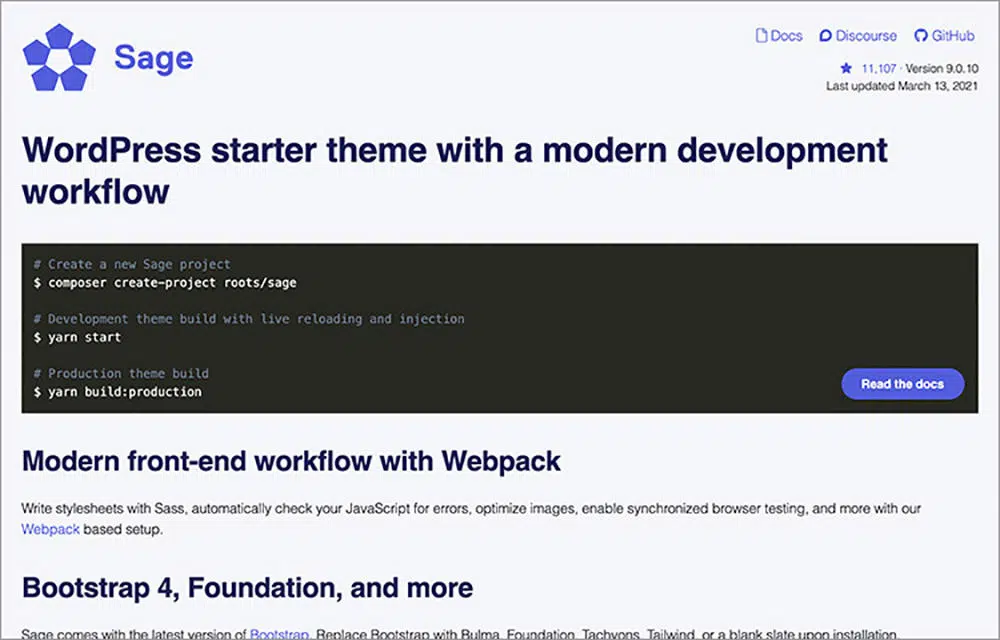 Sage
Docs Discourse GitHub
★ 11,107 · Version 9.0.10
Last updated March 13, 2021
WordPress starter theme with a modern development
workflow
# Create a new Sage project
$ composer create-project roots/sage
# Development theme build with live reloading and injection
$ yarn start
# Production theme build
$ yarn build:production
Read the docs
Modern front-end workflow with Webpack
Write stylesheets with Sass, automatically check your JavaScript for errors, optimize images, enable synchronized browser testing, and more with our
Webpack based setup.
Bootstrap 4, Foundation, and more
Sage comes with the latest version of Bootstrap. Replace Bootstrap with Bulma, Foundation, Tachyons, Tailwind, or a blank slate upon installation.